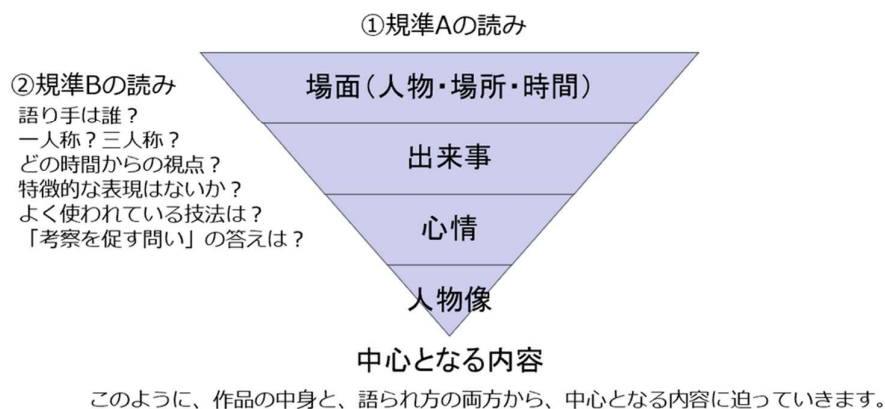 ①規準Aの読み
②規準Bの読み
語り手は誰？
一人称？三人称？
どの時間からの視点？
特徴的な表現はないか？
よく使われている技法は？
「考察を促す問い」の答えは？
場面（人物・場所・時間）
出来事
心情
人物像
中心となる内容
このように、作品の中身と、語られ方の両方から、中心となる内容に迫っていきます。